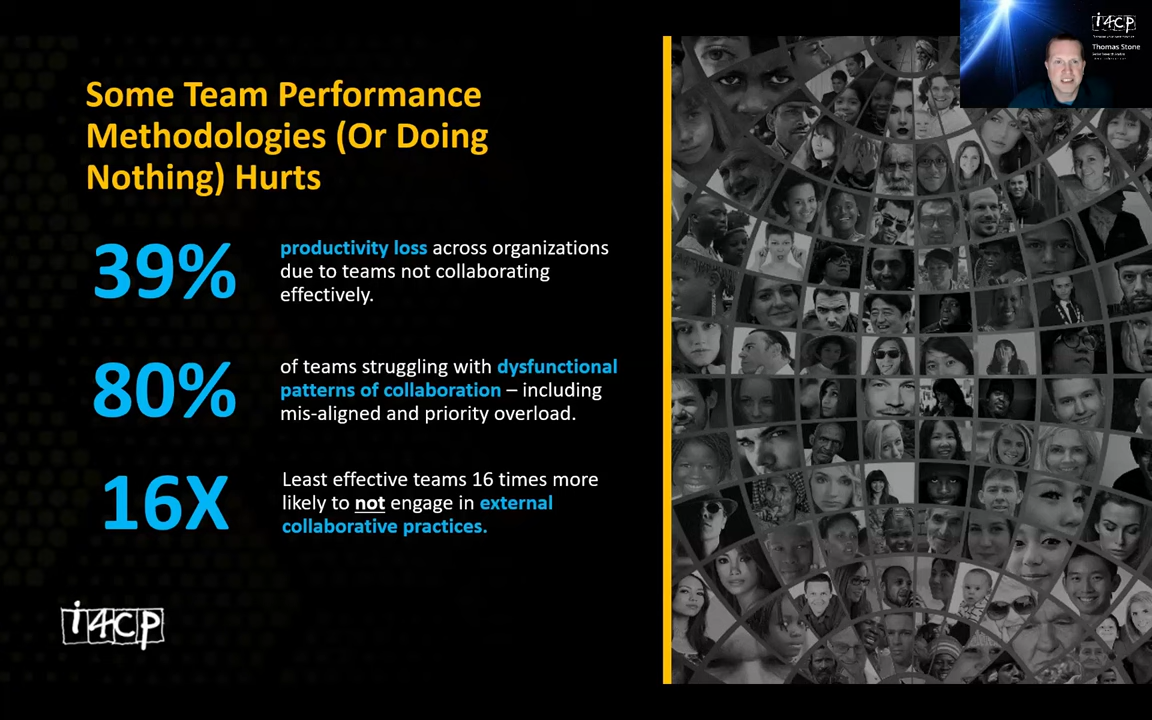 i4cp
Thomas Stone
Some Team Performance
Methodologies (Or Doing
Nothing) Hurts
39%
productivity loss across organizations
due to teams not collaborating
effectively.
80%
of teams struggling with dysfunctional
patterns of collaboration – including
mis-aligned and priority overload.
16X
Least effective teams 16 times more
likely to not engage in external
collaborative practices.
i4cp